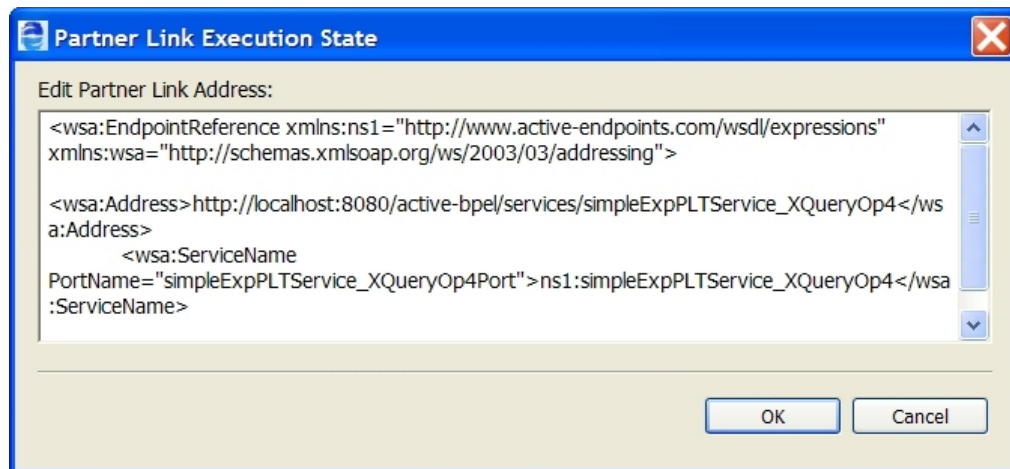 Partner Link Execution State
Edit Partner Link Address:
<wsa:EndpointReference xmlns:ns1="http://www.active-endpoints.com/wsdl/expressions"
xmlns:wsa="http://schemas.xmlsoap.org/ws/2003/03/addressing">
<wsa:Address>http://localhost:8080/active-bpel/services/simpleExpPLTService_XQueryOp4</ws
a:Address>
<wsa:ServiceName
PortName="simpleExpPLTService_XQueryOp4Port">ns1:simpleExpPLTService_XQueryOp4</wsa
:ServiceName>
OK Cancel